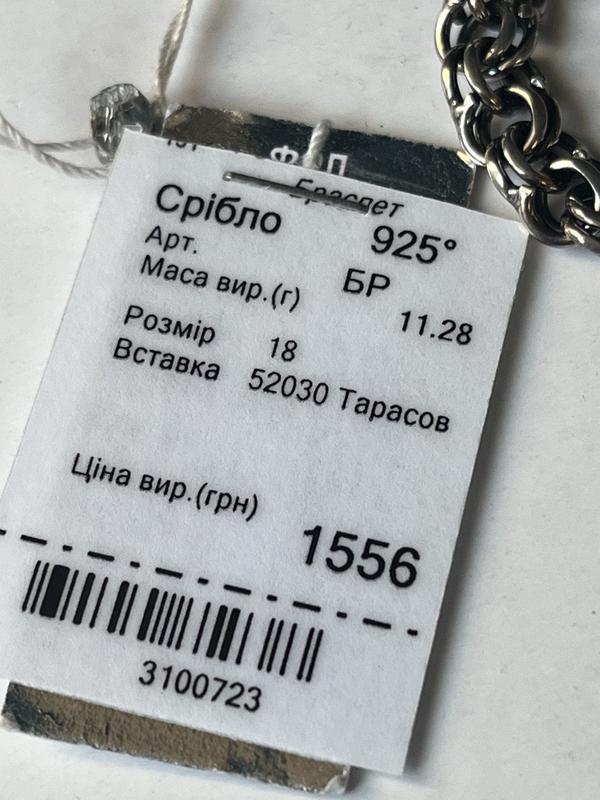 ФОП
Браслет
Срібло 925°
Арт. БР
Маса вир.(г) 11.28
Розмір 18
Вставка 52030 Тарасов
Ціна вир.(грн)
1556
3100723